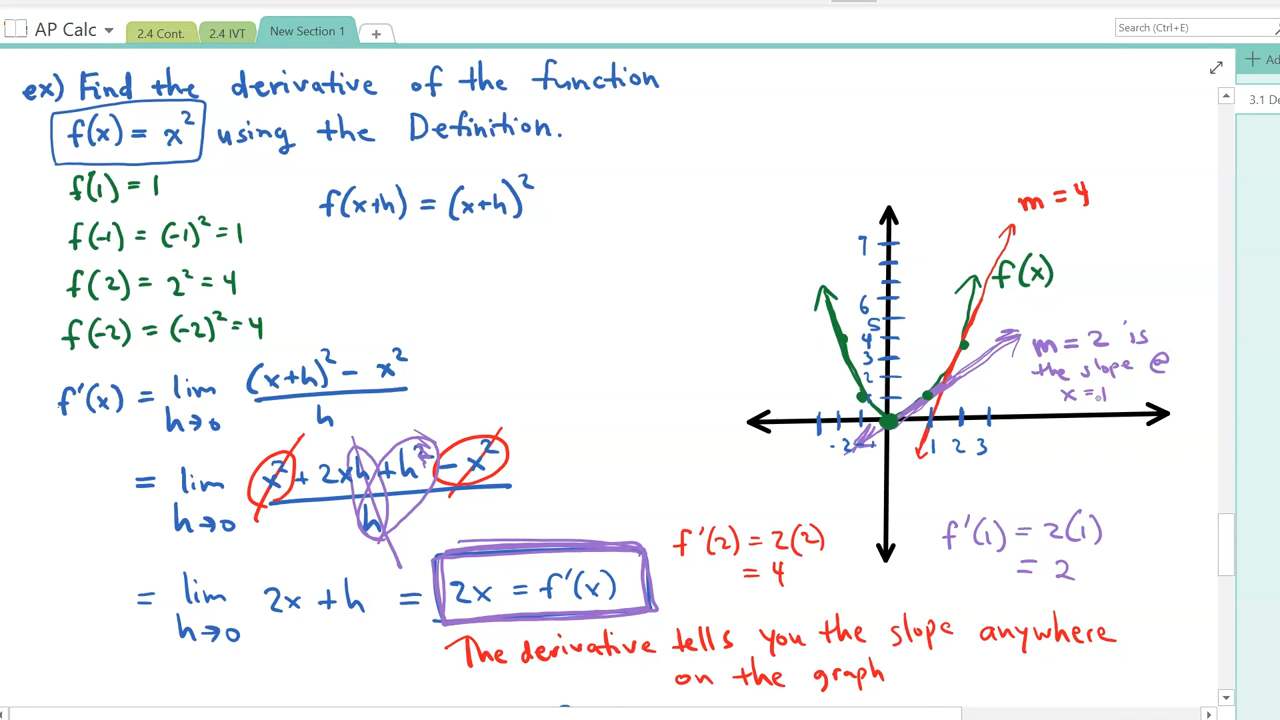 AP Calc
2.4 Cont.
2.4 IVT
New Section 1
+
Search (Ctrl+E)
+ Ad
3.1 De
ex) Find the derivative of the function
f(x) = x² using the Definition.
f(1) = 1
f(-1) = (-1)² = 1
f(2) = 2² = 4
f(-2) = (-2)² = 4
f(x+h) = (x+h)²
f'(x) = lim h→0 (x+h)² - x² / h
= lim h→0 x² + 2xh + h² - x² / h
= lim h→0 2x + h = 2x = f'(x)
m = 4
f(x)
m = 2 is
the slope @
x = 1
7
6
5
4
3
2
-2
1 2 3
f'(2) = 2(2)
= 4
f'(1) = 2(1)
= 2
The derivative tells you the slope anywhere
on the graph